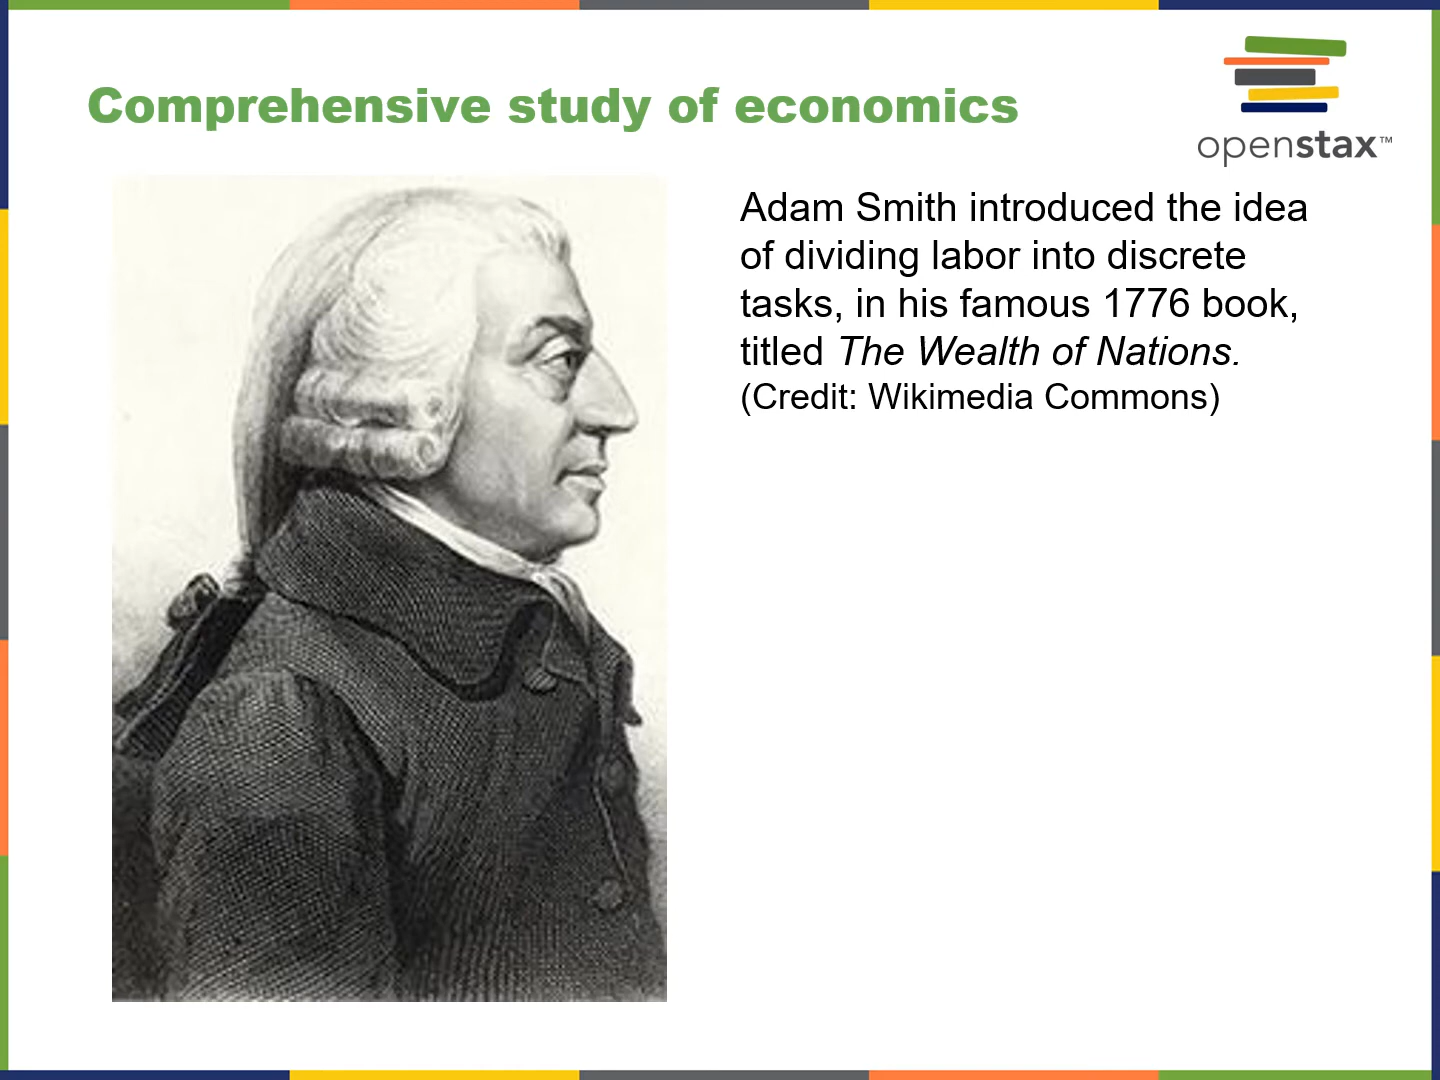 Comprehensive study of economics
openstax™
Adam Smith introduced the idea
of dividing labor into discrete
tasks, in his famous 1776 book,
titled The Wealth of Nations.
(Credit: Wikimedia Commons)